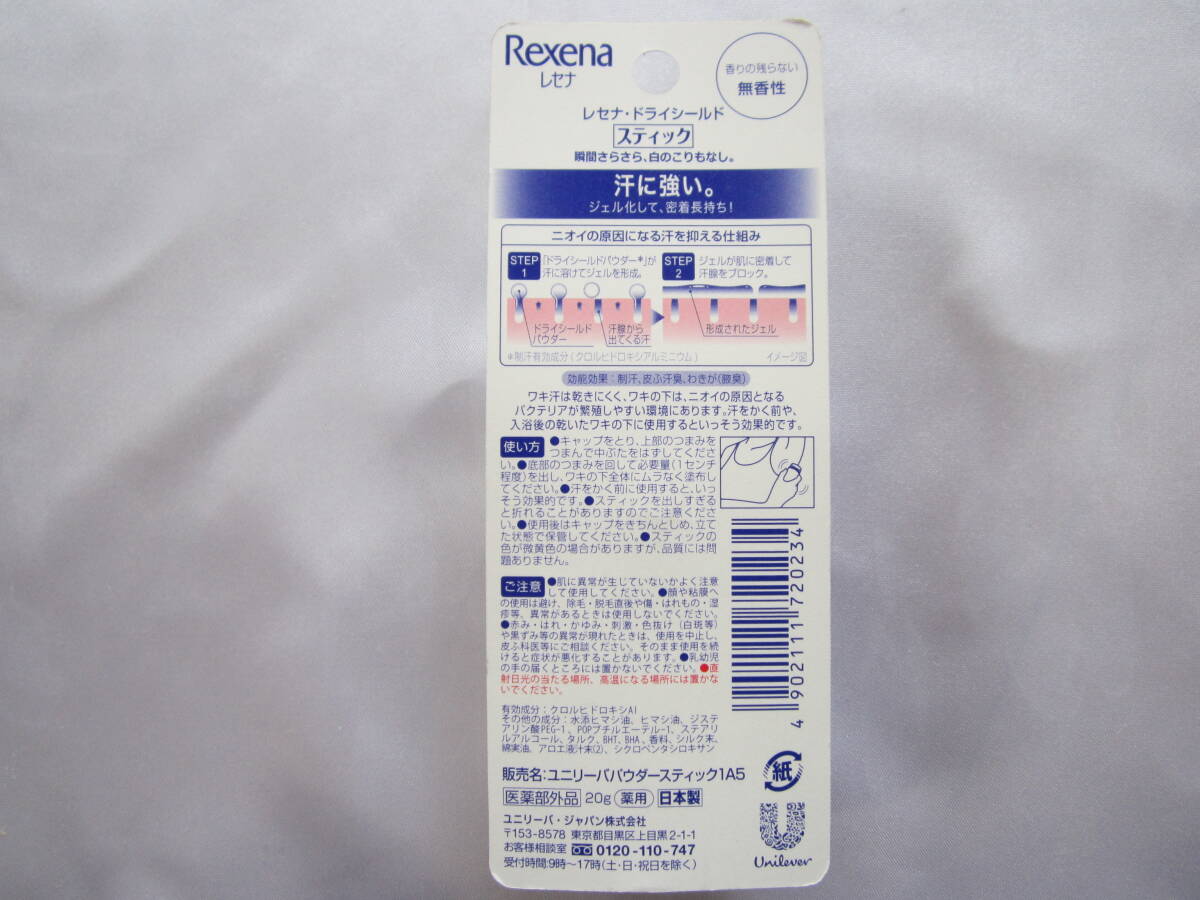 Rexena
レセナ
香りの残らない
無香性
レセナ・ドライシールド
スティック
瞬間さらさら、白のこりもなし。
汗に強い。
ジェル化して、密着長持ち!
ニオイの原因になる汗を抑える仕組み
STEP 1
「ドライシールドパウダー*」が
汗に溶けてジェルを形成。
STEP 2
ジェルが肌に密着して
汗腺をブロック。
ドライシールド
パウダー
汗腺から
出てくる汗
形成されたジェル
*制汗有効成分(クロルヒドロキシアルミニウム)
イメージ図
効能効果:制汗、皮ふ汗臭、わきが(腋臭)
ワキ汗は乾きにくく、ワキの下は、ニオイの原因となる
バクテリアが繁殖しやすい環境にあります。汗をかく前や、
入浴後の乾いたワキの下に使用するといっそう効果的です。
使い方 ●キャップをとり、上部のつまみを
つまんで中ぶたをはずしてくださ
い。●底部のつまみを回して必要量(1センチ
程度)を出し、ワキの下全体にムラなく塗布し
てください。●汗をかく前に使用すると、いっ
そう効果的です。●スティックを出しすぎる
と折れることがありますのでご注意くださ
い。●使用後はキャップをきちんとしめ、立て
た状態で保管してください。●スティックの
色が微黄色の場合がありますが、品質には問
題ありません。
ご注意 ●肌に異常が生じていないかよく注意
して使用してください。●顔や粘膜へ
の使用は避け、除毛・脱毛直後や傷・はれもの・湿
疹等、異常があるときは使用しないでください。
●赤み・はれ・かゆみ・刺激・色抜け(白斑等)
や黒ずみ等の異常が現れたときは、使用を中止し、
皮ふ科医等にご相談ください。そのまま使用を続
けると症状が悪化することがあります。●乳幼児
の手の届くところには置かないでください。●直
射日光の当たる場所、高温になる場所には置かな
いでください。
有効成分:クロルヒドロキシAl
その他の成分:水添ヒマシ油、ヒマシ油、ジステ
アリン酸PEG-1、POPブチルエーテル-1、ステアリ
ルアルコール、タルク、BHT、BHA、香料、シルク末、
綿実油、アロエ液汁末(2)、シクロペンタシロキサン
4 902111 720234
販売名:ユニリーバパウダースティック1A5
医薬部外品 20g 薬用 日本製
紙
ユニリーバ・ジャパン株式会社
〒153-8578 東京都目黒区上目黒2-1-1
お客様相談室 0120-110-747
受付時間:9時〜17時(土・日・祝日を除く)
Unilever